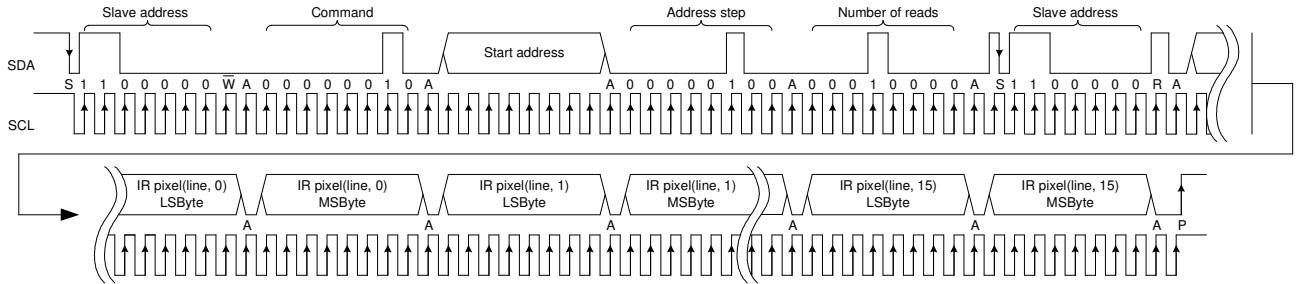 Slave address Command Address step Number of reads Slave address
SDA Start address
S 1 1 0 0 0 0 0 W̅ A 0 0 0 0 0 0 1 0 A A 0 0 0 0 0 1 0 0 A 0 0 0 1 0 0 0 0 A S 1 1 0 0 0 0 0 R A
SCL
IR pixel(line, 0) IR pixel(line, 0) IR pixel(line, 1) IR pixel(line, 1) IR pixel(line, 15) IR pixel(line, 15)
LSByte MSByte LSByte MSByte LSByte MSByte
A A A A A A P